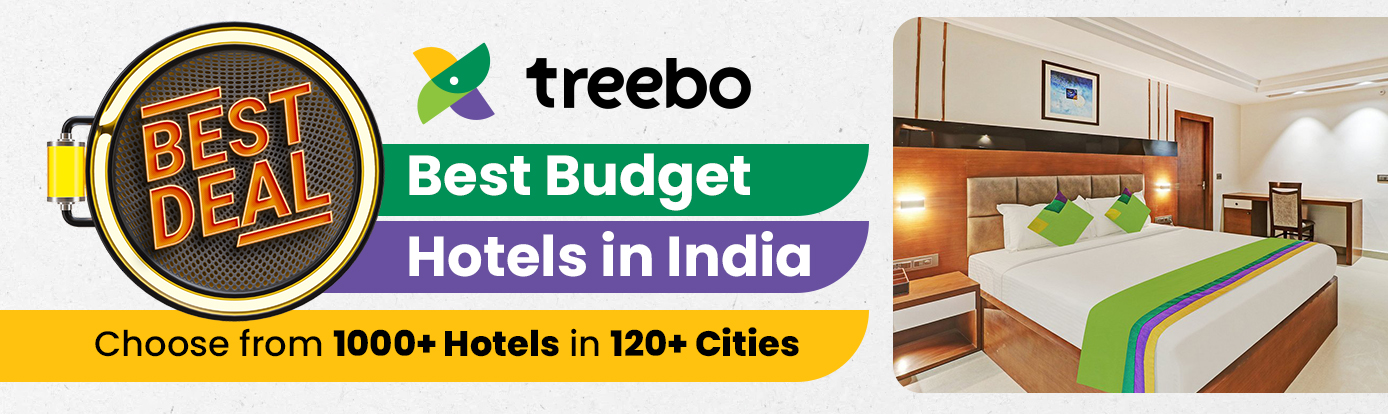 BEST
DEAL
treebo
Best Budget
Hotels in India
Choose from 1000+ Hotels in 120+ Cities